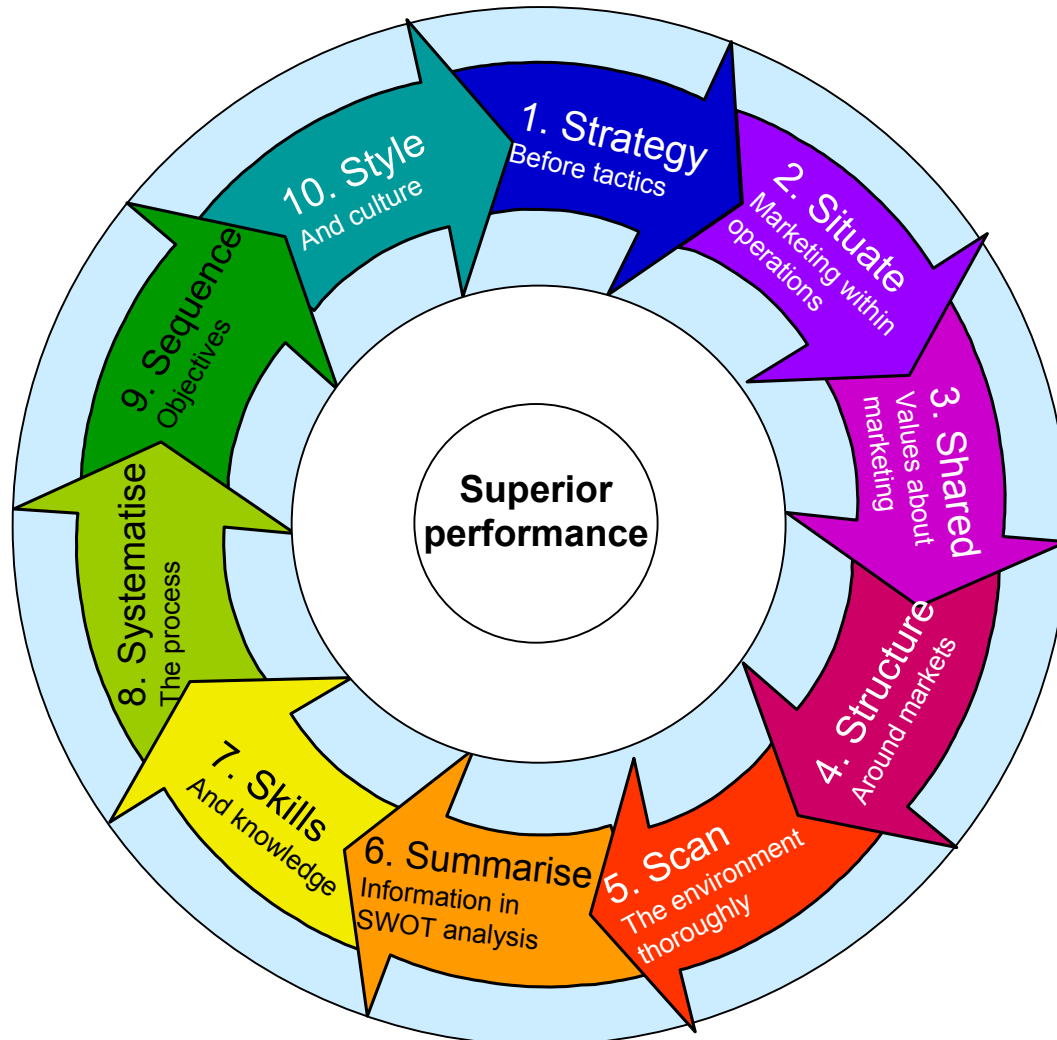 1. Strategy
Before tactics
2. Situate
Marketing within
operations
3. Shared
Values about
marketing
4. Structure
Around markets
5. Scan
The environment
thoroughly
6. Summarise
Information in
SWOT analysis
7. Skills
And knowledge
8. Systematise
The process
9. Sequence
Objectives
10. Style
And culture
Superior
performance